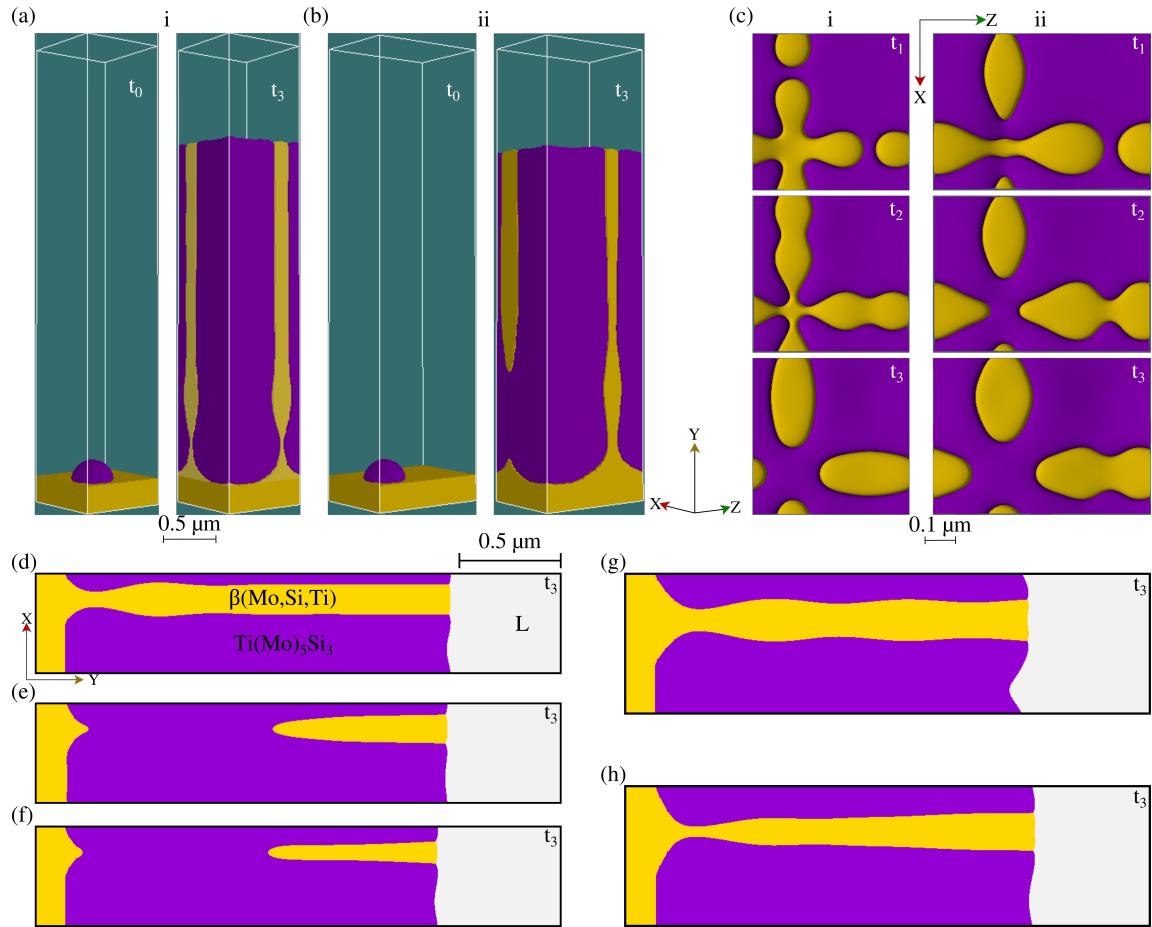 (a) i (b) ii (c) i ii
t₀ t₃ t₀ t₃
Z
X
t₁ t₁
t₂ t₂
t₃ t₃
Y
X Z
0.5 μm
0.1 μm
(d) 0.5 μm (g)
t₃ t₃
β(Mo,Si,Ti)
X L
Ti(Mo)₅Si₃
Y
(e) t₃
(h) t₃
(f) t₃